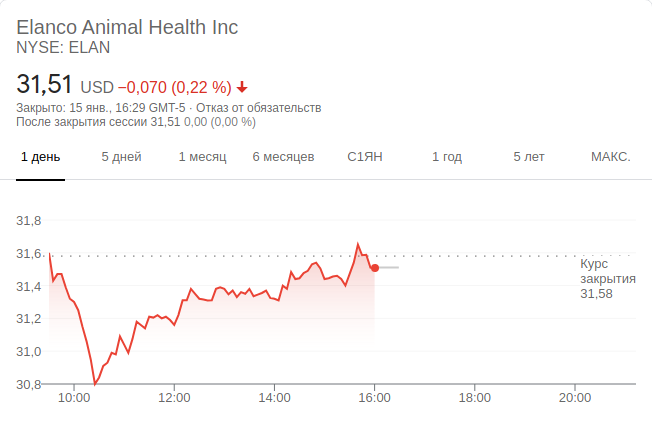 Elanco Animal Health Inc
NYSE: ELAN
31,51 USD −0,070 (0,22 %)
Закрыто: 15 янв., 16:29 GMT-5 · Отказ от обязательств
После закрытия сессии 31,51 0,00 (0,00 %)
1 день 5 дней 1 месяц 6 месяцев С1ЯН 1 год 5 лет МАКС.
31,8
31,6
31,4
31,2
31,0
30,8
Курс
закрытия
31,58
10:00 12:00 14:00 16:00 18:00 20:00